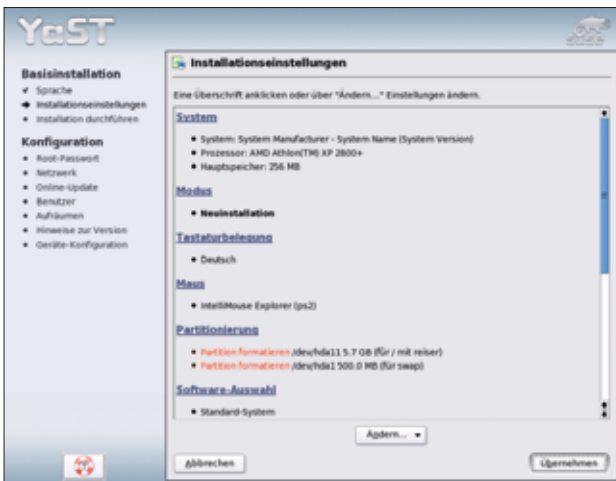 YaST
SuSE
Basisinstallation
Sprache
Installationseinstellungen
Installation durchführen
Konfiguration
Root-Passwort
Netzwerk
Online-Update
Benutzer
Aufräumen
Hinweise zur Version
Geräte-Konfiguration
Installationseinstellungen
Eine Überschrift anklicken oder über "Ändern..." Einstellungen ändern.
System
System: System Manufacturer - System Name (System Version)
Prozessor: AMD Athlon(TM) XP 2800+
Hauptspeicher: 256 MB
Modus
Neuinstallation
Tastaturbelegung
Deutsch
Maus
IntelliMouse Explorer (ps2)
Partitionierung
Partition formatieren /dev/hda11 5.7 GB (für / mit reiser)
Partition formatieren /dev/hda1 500.0 MB (für swap)
Software-Auswahl
Standard-System
Ändern...
Abbrechen
Übernehmen